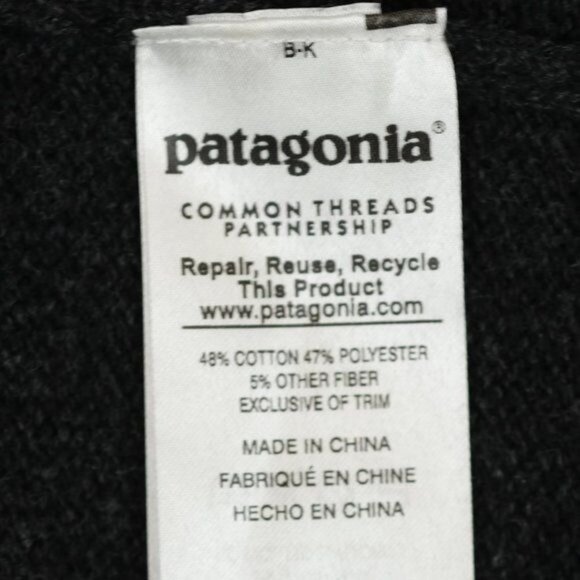 B-K
patagonia®
COMMON THREADS
PARTNERSHIP
Repair, Reuse, Recycle
This Product
www.patagonia.com
48% COTTON 47% POLYESTER
5% OTHER FIBER
EXCLUSIVE OF TRIM
MADE IN CHINA
FABRIQUÉ EN CHINE
HECHO EN CHINA